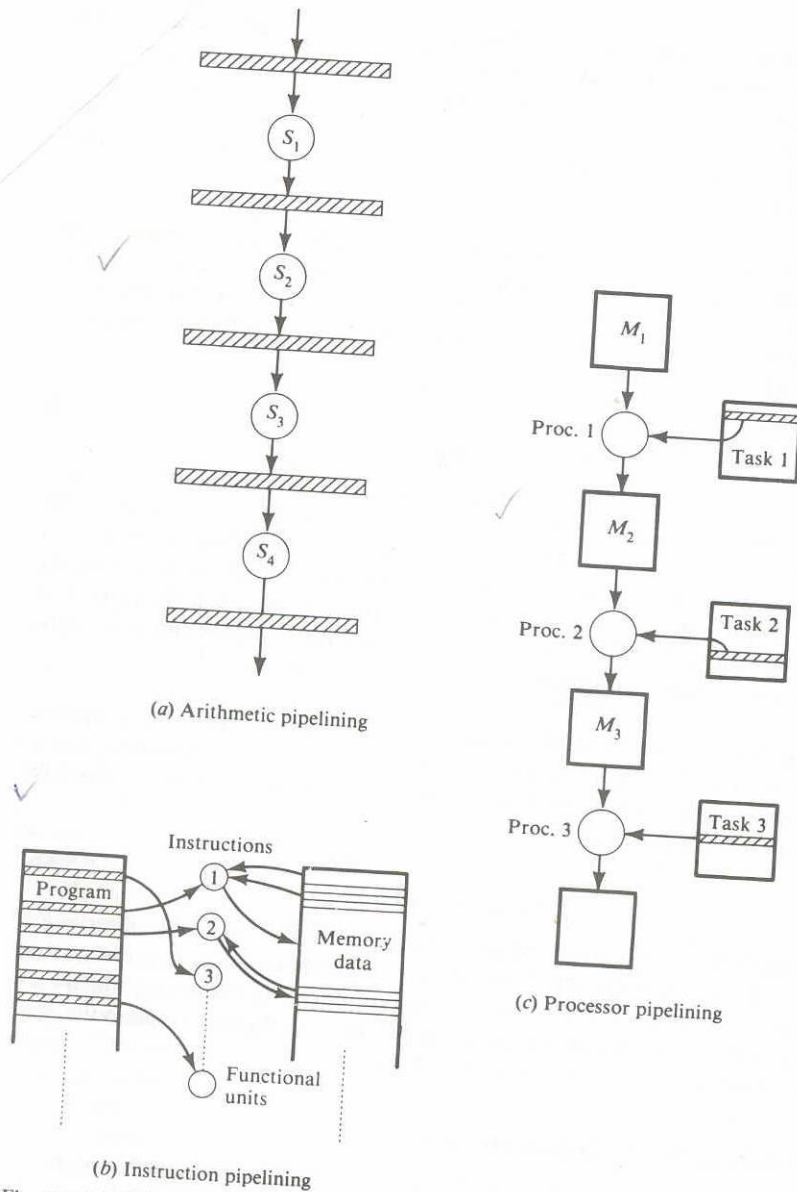 S₁
S₂
S₃
S₄
(a) Arithmetic pipelining
M₁
Proc. 1
Task 1
M₂
Proc. 2
Task 2
M₃
Proc. 3
Task 3
(c) Processor pipelining
Instructions
Program
1
2
3
Memory
data
Functional
units
(b) Instruction pipelining